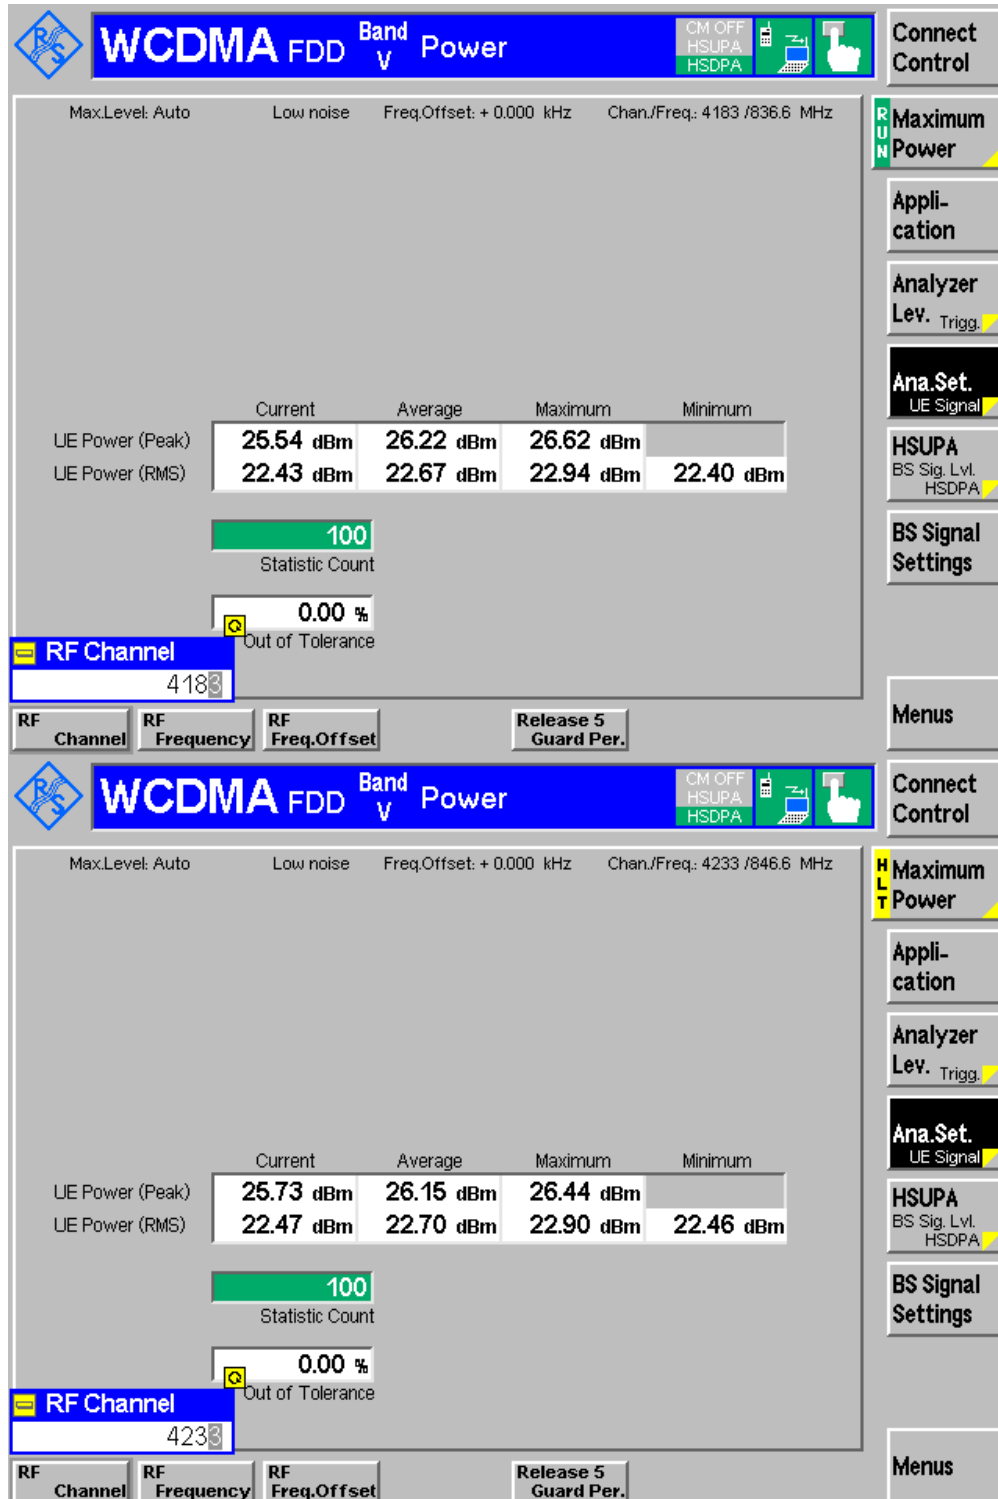 R S WCDMA FDD Band V Power CM OFF HSUPA HSDPA Connect Control
Max.Level: Auto Low noise Freq.Offset: + 0.000 kHz Chan./Freq.: 4183 /836.6 MHz
RUN Maximum Power
Appli-
cation
Analyzer
Lev. Trigg.
Ana.Set.
UE Signal
Current Average Maximum Minimum
UE Power (Peak) 25.54 dBm 26.22 dBm 26.62 dBm
UE Power (RMS) 22.43 dBm 22.67 dBm 22.94 dBm 22.40 dBm
HSUPA
BS Sig. Lvl.
HSDPA
100
Statistic Count
BS Signal
Settings
0.00 %
Out of Tolerance
RF Channel
4183
Menus
RF Channel RF Frequency RF Freq.Offset Release 5 Guard Per.
R S WCDMA FDD Band V Power CM OFF HSUPA HSDPA Connect Control
Max.Level: Auto Low noise Freq.Offset: + 0.000 kHz Chan./Freq.: 4233 /846.6 MHz
HLT Maximum Power
Appli-
cation
Analyzer
Lev. Trigg.
Ana.Set.
UE Signal
Current Average Maximum Minimum
UE Power (Peak) 25.73 dBm 26.15 dBm 26.44 dBm
UE Power (RMS) 22.47 dBm 22.70 dBm 22.90 dBm 22.46 dBm
HSUPA
BS Sig. Lvl.
HSDPA
100
Statistic Count
BS Signal
Settings
0.00 %
Out of Tolerance
RF Channel
4233
Menus
RF Channel RF Frequency RF Freq.Offset Release 5 Guard Per.